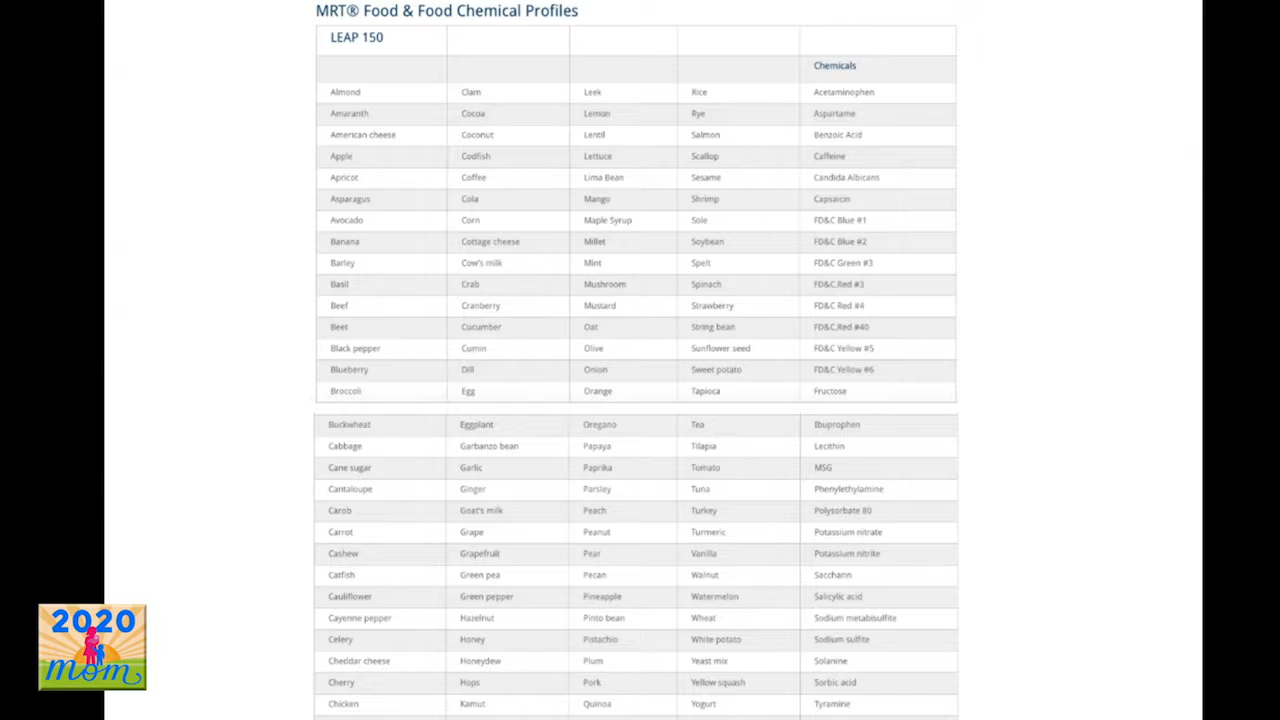 MRT® Food & Food Chemical Profiles
LEAP 150
Chemicals
Almond Clam Leek Rice Acetaminophen
Amaranth Cocoa Lemon Rye Aspartame
American cheese Coconut Lentil Salmon Benzoic Acid
Apple Codfish Lettuce Scallop Caffeine
Apricot Coffee Lima Bean Sesame Candida Albicans
Asparagus Cola Mango Shrimp Capsaicin
Avocado Corn Maple Syrup Sole FD&C Blue #1
Banana Cottage cheese Millet Soybean FD&C Blue #2
Barley Cow's milk Mint Spelt FD&C Green #3
Basil Crab Mushroom Spinach FD&C.Red #3
Beef Cranberry Mustard Strawberry FD&C Red #4
Beet Cucumber Oat String bean FD&C,Red #40
Black pepper Cumin Olive Sunflower seed FD&C Yellow #5
Blueberry Dill Onion Sweet potato FD&C Yellow #6
Broccoli Egg Orange Tapioca Fructose
Buckwheat Eggplant Oregano Tea Ibuprophen
Cabbage Garbanzo bean Papaya Tilapia Lecithin
Cane sugar Garlic Paprika Tomato MSG
Cantaloupe Ginger Parsley Tuna Phenylethylamine
Carob Goat's milk Peach Turkey Polysorbate 80
Carrot Grape Peanut Turmeric Potassium nitrate
Cashew Grapefruit Pear Vanilla Potassium nitrite
Catfish Green pea Pecan Walnut Saccharin
Cauliflower Green pepper Pineapple Watermelon Salicylic acid
Cayenne pepper Hazelnut Pinto bean Wheat Sodium metabisulfite
Celery Honey Pistachio White potato Sodium sulfite
Cheddar cheese Honeydew Plum Yeast mix Solanine
Cherry Hops Pork Yellow squash Sorbic acid
Chicken Kamut Quinoa Yogurt Tyramine
2020
mom